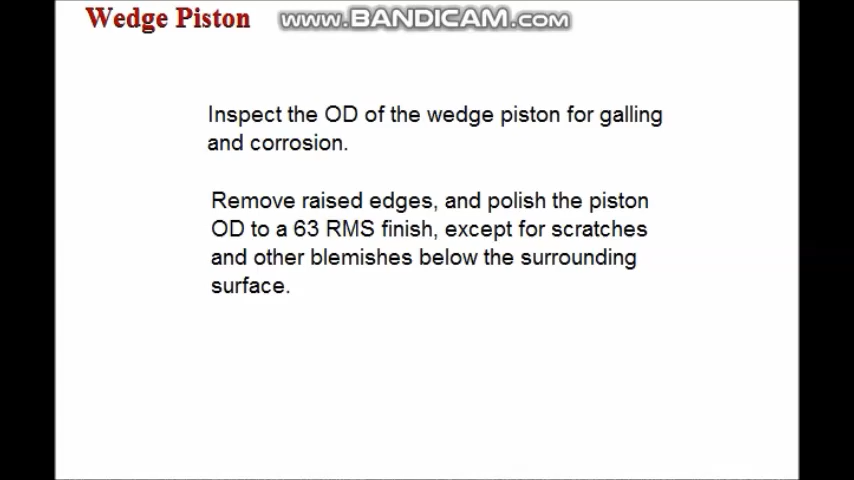 Wedge Piston
www.BANDICAM.com
Inspect the OD of the wedge piston for galling
and corrosion.
Remove raised edges, and polish the piston
OD to a 63 RMS finish, except for scratches
and other blemishes below the surrounding
surface.